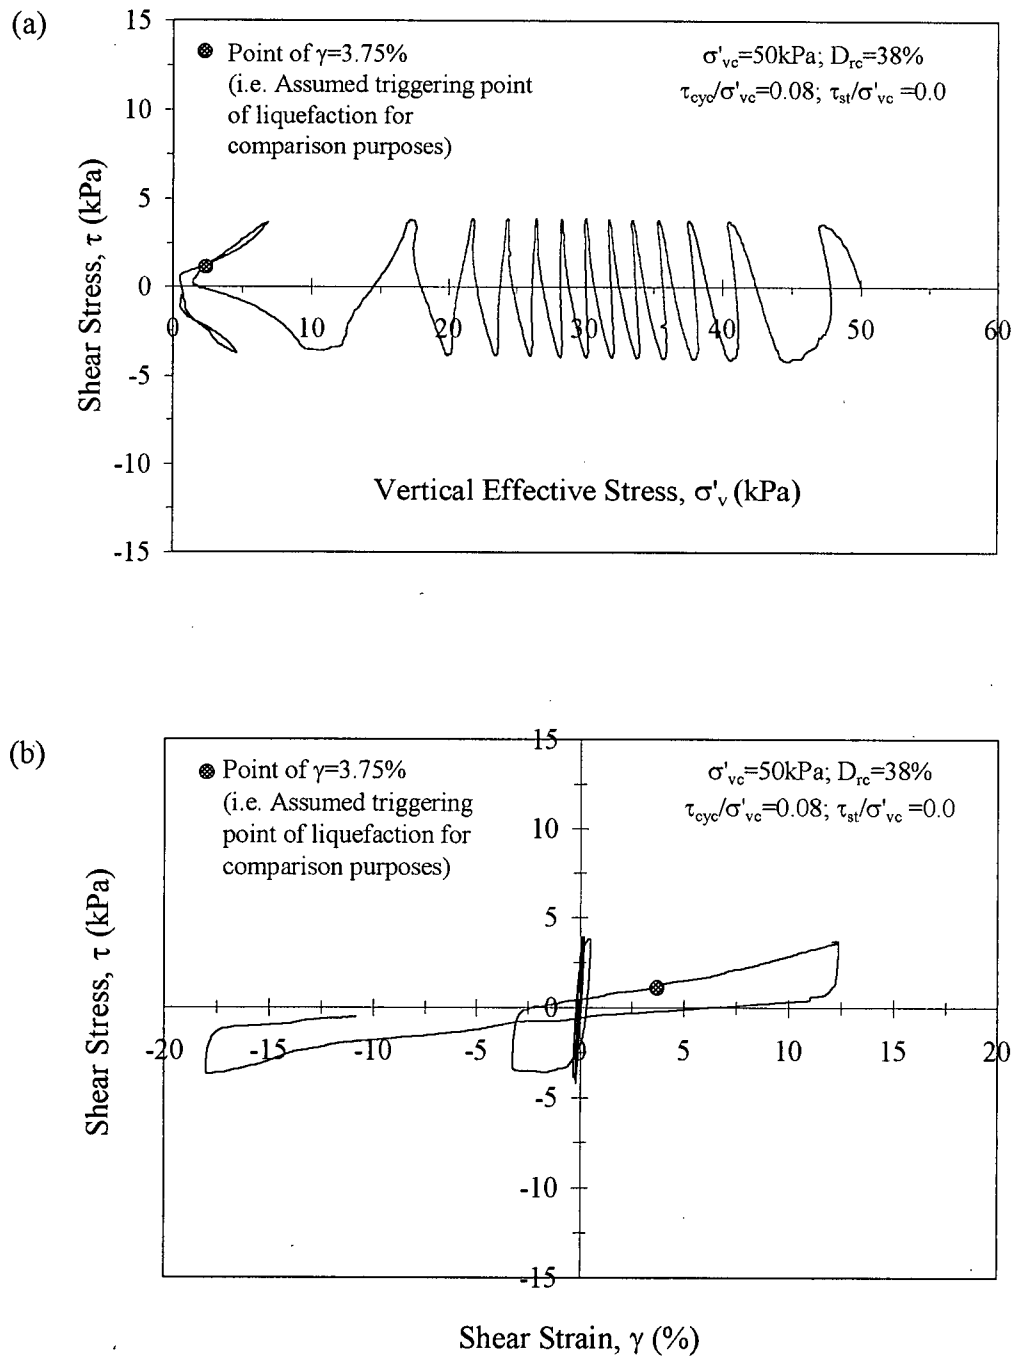 (a)
15
10
5
0
-5
-10
-15
Shear Stress, τ (kPa)
Point of γ=3.75%
(i.e. Assumed triggering point
of liquefaction for
comparison purposes)
σ'vc=50kPa; Drc=38%
τcyc/σ'vc=0.08; τst/σ'vc =0.0
0 10 20 30 40 50 60
Vertical Effective Stress, σ'v (kPa)
(b)
Point of γ=3.75%
(i.e. Assumed triggering
point of liquefaction for
comparison purposes)
σ'vc=50kPa; Drc=38%
τcyc/σ'vc=0.08; τst/σ'vc =0.0
15
10
5
0
-5
-10
-15
Shear Stress, τ (kPa)
-20 -15 -10 -5 0 5 10 15 20
Shear Strain, γ (%)